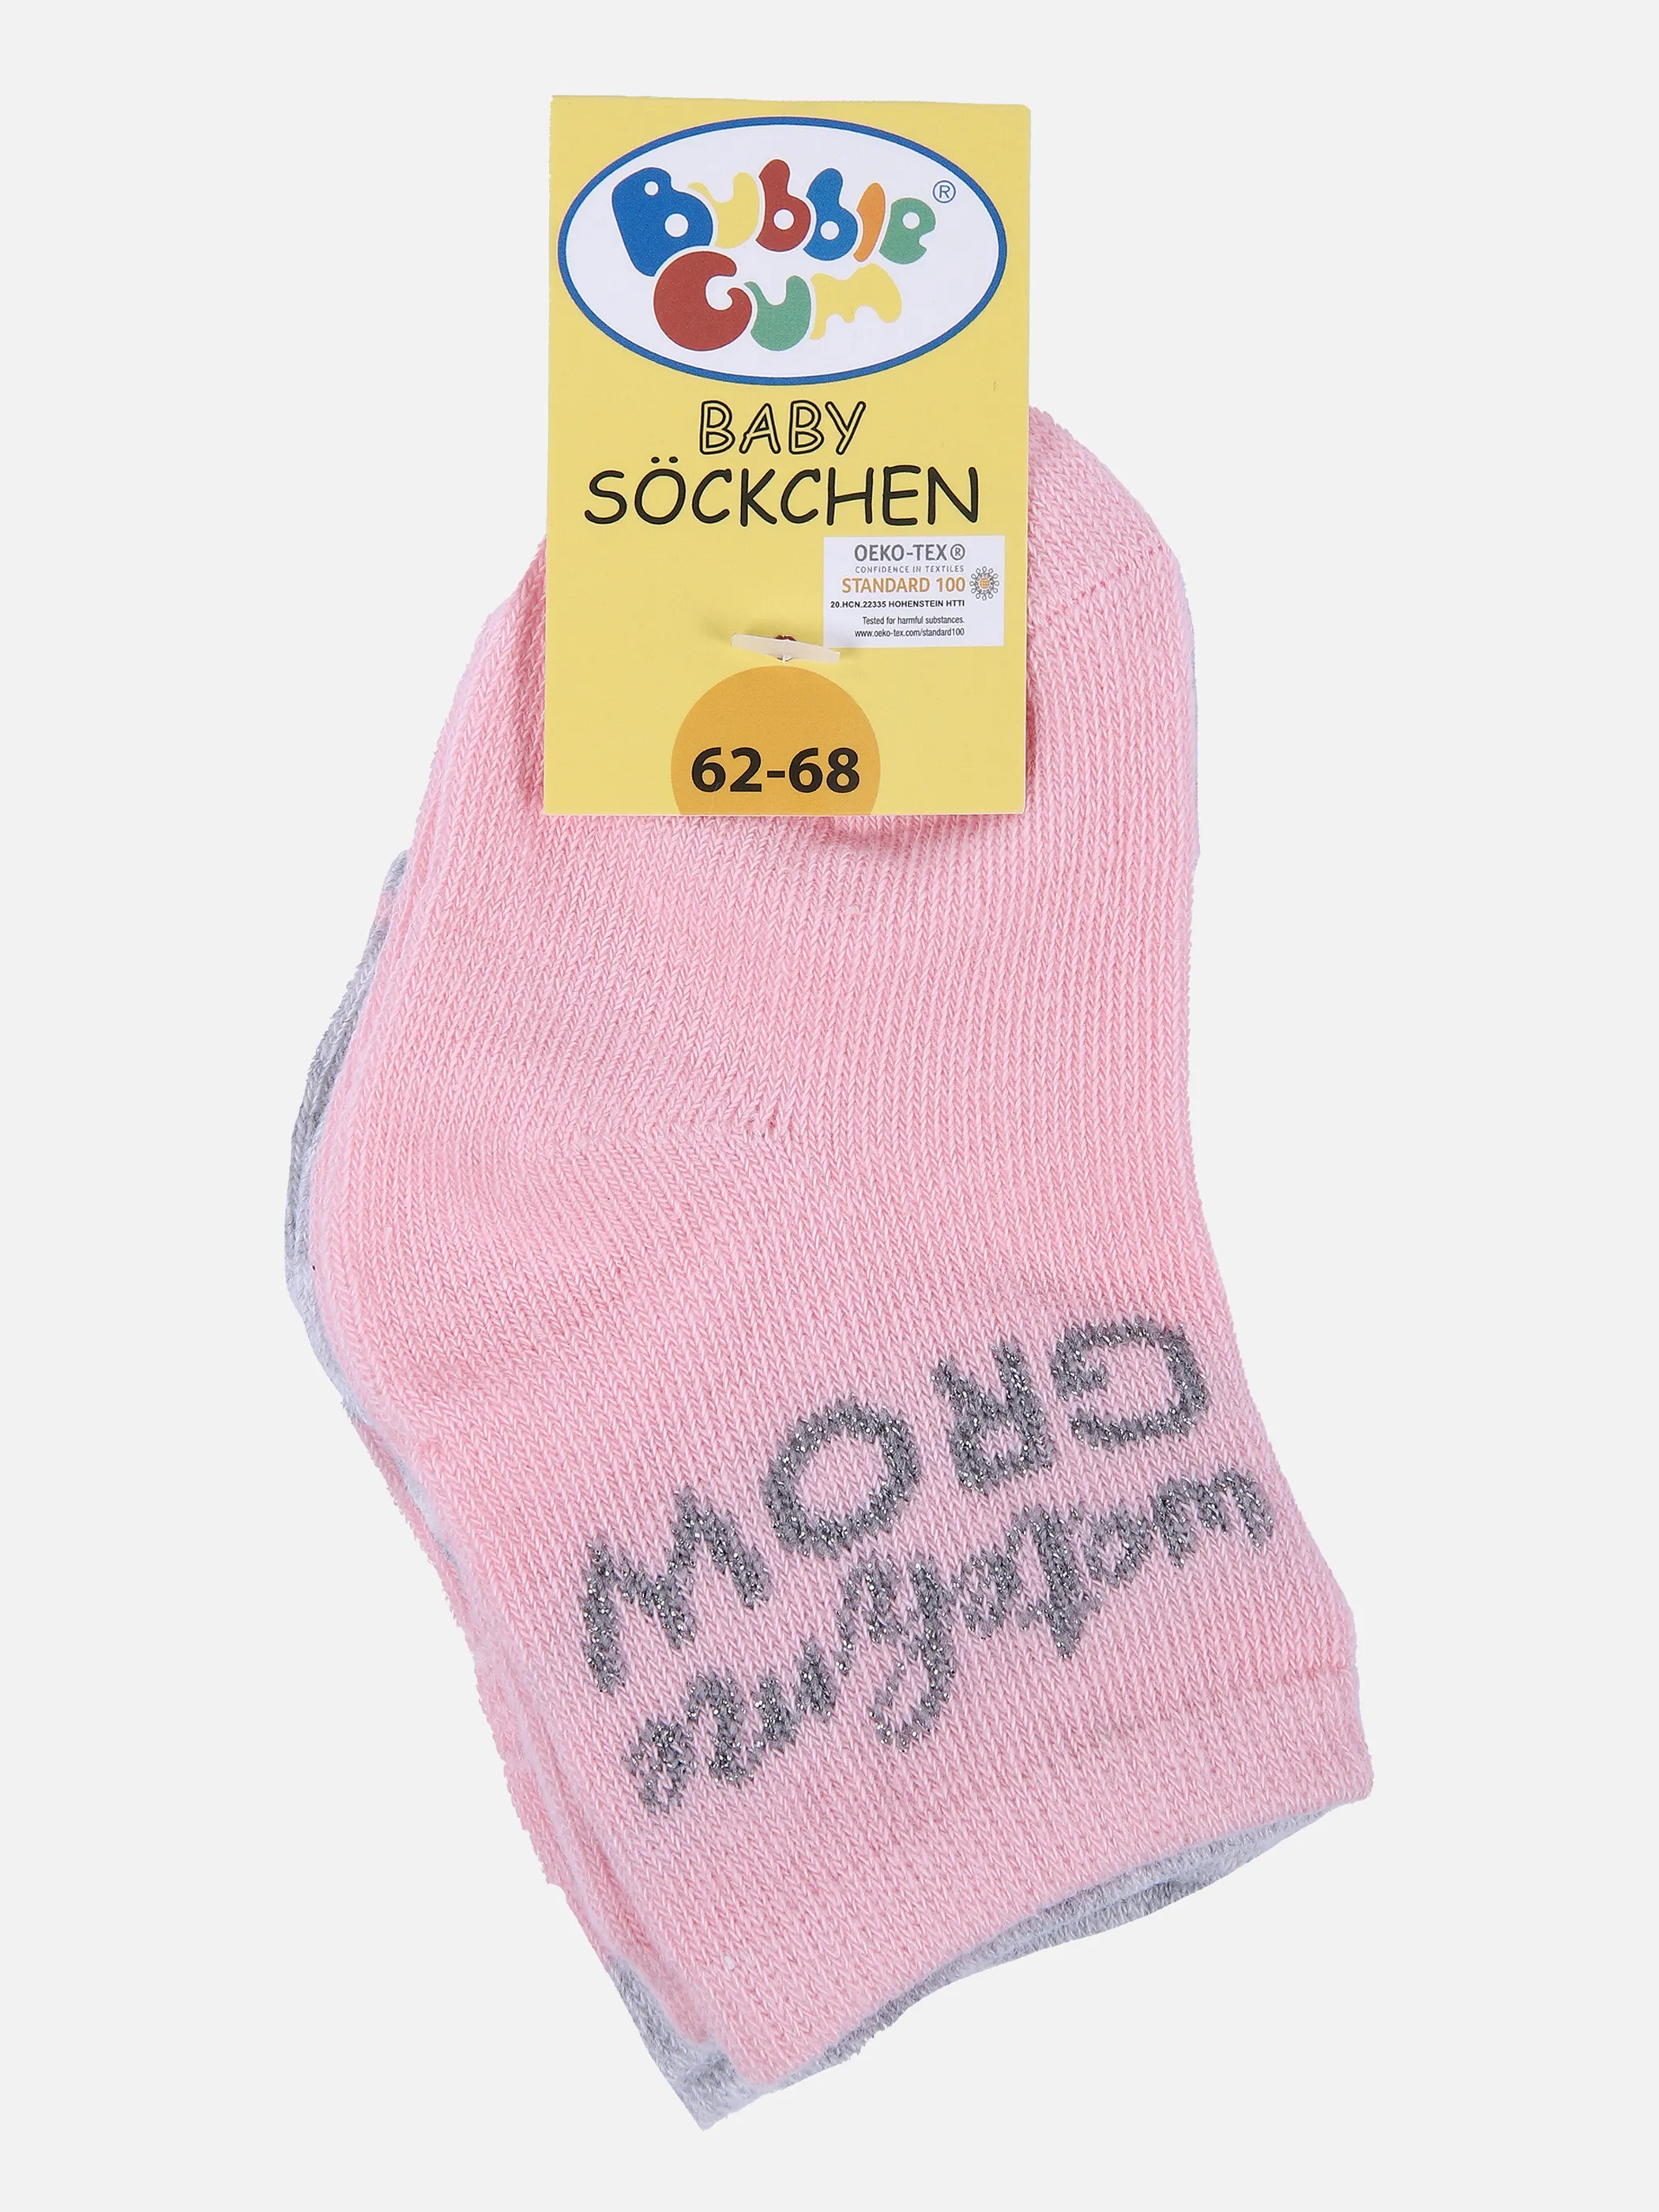 Bubble ®
Gum
BABY
SÖCKCHEN
OEKO-TEX®
CONFIDENCE IN TEXTILES
STANDARD 100
20.HCN.22335 HOHENSTEIN HTTI
Tested for harmful substances.
www.oeko-tex.com/standard100
62-68
watch me
GROW